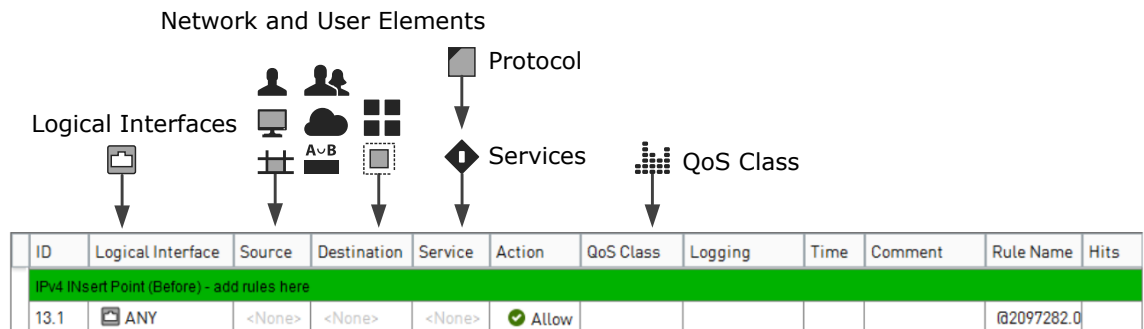 Network and User Elements
Protocol
Logical Interfaces
A∪B
Services
QoS Class
ID Logical Interface Source Destination Service Action QoS Class Logging Time Comment Rule Name Hits
IPv4 INsert Point (Before) - add rules here
13.1 ANY <None> <None> <None> Allow @2097282.0